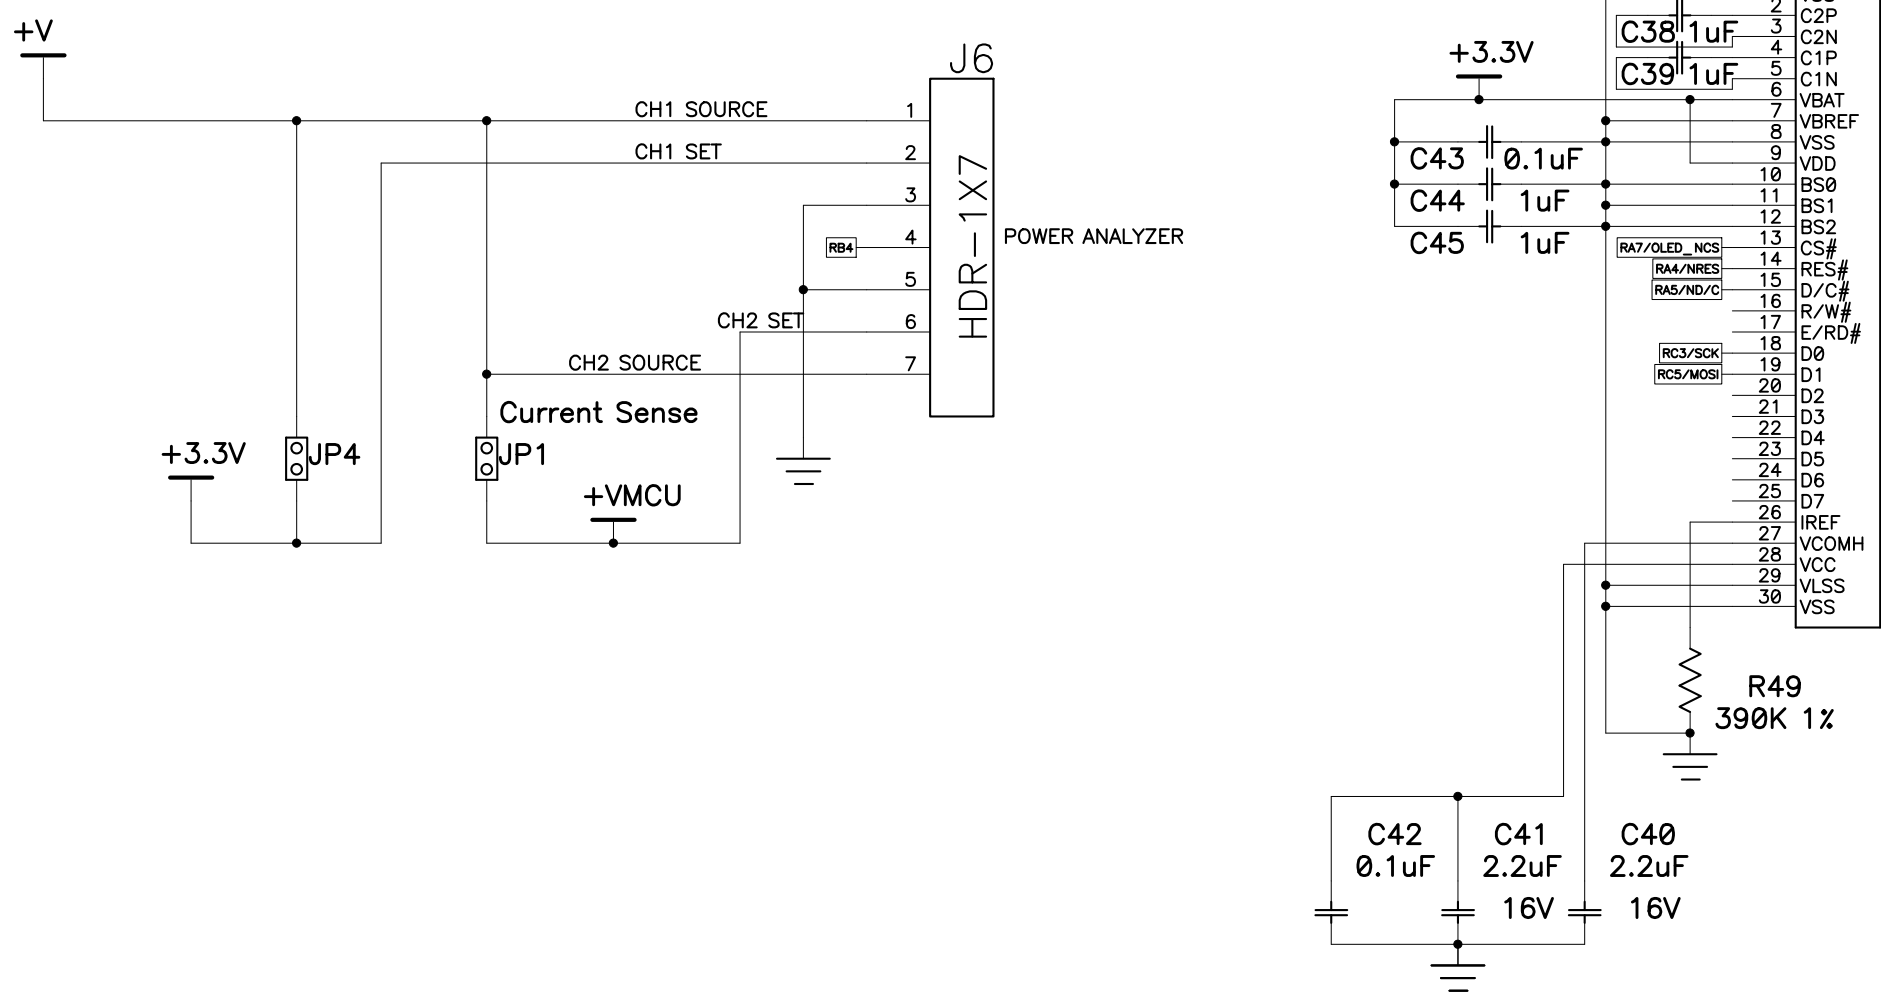 +V
J6
CH1 SOURCE
1
CH1 SET
2
3
RB4
4
5
CH2 SET
6
CH2 SOURCE
7
HDR-1X7
POWER ANALYZER
Current Sense
+3.3V
JP4
JP1
+VMCU
2 C2P
C38 1uF
3 C2N
4 C1P
C39 1uF
5 C1N
+3.3V
6 VBAT
7 VBREF
8 VSS
C43 0.1uF
9 VDD
10 BS0
C44 1uF
11 BS1
12 BS2
C45 1uF
RA7/OLED_NCS 13 CS#
RA4/NRES 14 RES#
RA5/ND/C 15 D/C#
16 R/W#
17 E/RD#
RC3/SCK 18 D0
RC5/MOSI 19 D1
20 D2
21 D3
22 D4
23 D5
24 D6
25 D7
26 IREF
27 VCOMH
28 VCC
29 VLSS
30 VSS
R49
390K 1%
C42
0.1uF
C41
2.2uF
16V
C40
2.2uF
16V